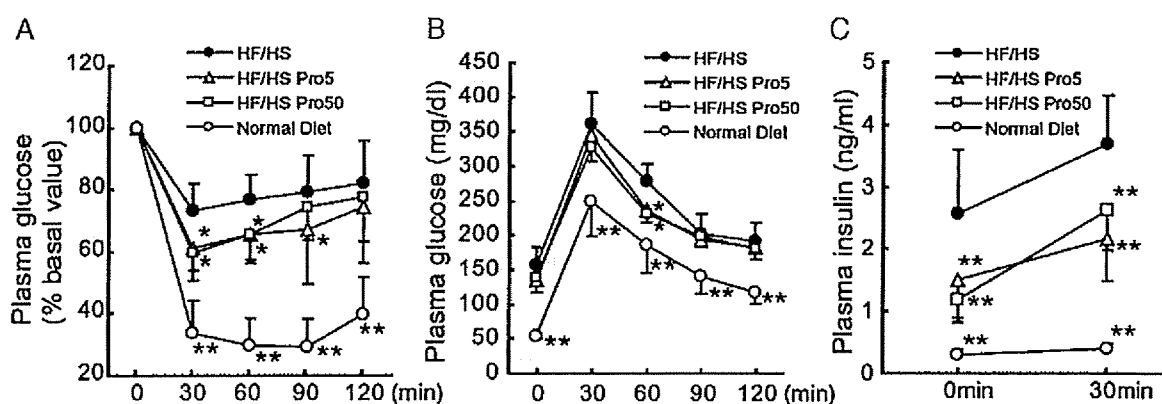 A
HF/HS
HF/HS Pro5
HF/HS Pro50
Normal Diet
Plasma glucose
(% basal value)
120
100
80
60
40
20
*
*
*
*
*
**
**
**
**
0 30 60 90 120 (min)
B
HF/HS
HF/HS Pro5
HF/HS Pro50
Normal Diet
Plasma glucose (mg/dl)
450
400
350
300
250
200
150
100
50
0
*
*
**
**
**
**
**
0 30 60 90 120 (min)
C
HF/HS
HF/HS Pro5
HF/HS Pro50
Normal Diet
Plasma insulin (ng/ml)
5
4
3
2
1
0
**
**
**
**
**
**
0min 30min